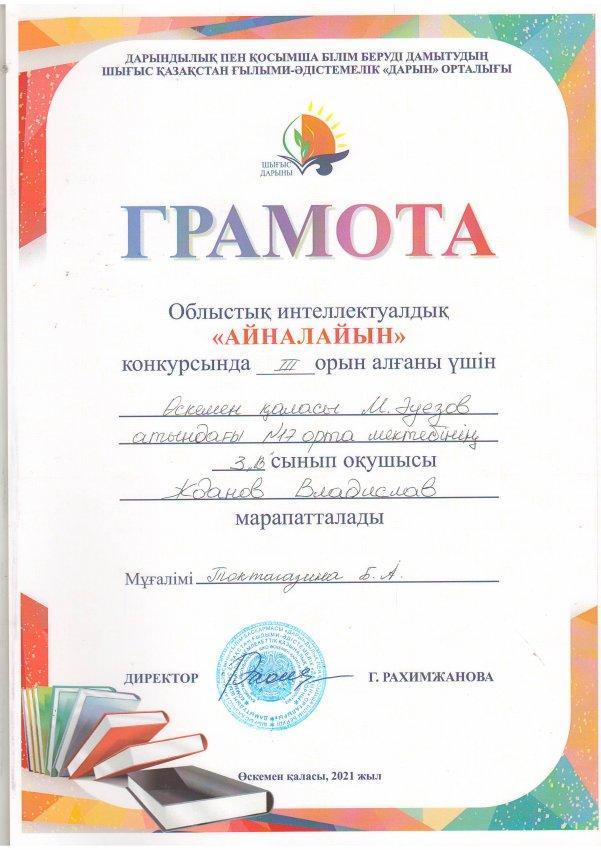 ДАРЫНДЫЛЫҚ ПЕН ҚОСЫМША БІЛІМ БЕРУДІ ДАМЫТУДЫҢ
ШЫҒЫС ҚАЗАҚСТАН ҒЫЛЫМИ-ӘДІСТЕМЕЛІК «ДАРЫН» ОРТАЛЫҒЫ
ШЫҒЫС
ДАРЫНЫ
ГРАМОТА
Облыстық интеллектуалдық
«АЙНАЛАЙЫН»
конкурсында III орын алғаны үшін
Өскемен қаласы М. Әуезов
атындағы №17 орта мектебінің
3 "В" сынып оқушысы
Жданов Владислав
марапатталады
Мұғалімі Токтагазина Б. А.
ДИРЕКТОР Г. РАХИМЖАНОВА
Өскемен қаласы, 2021 жыл